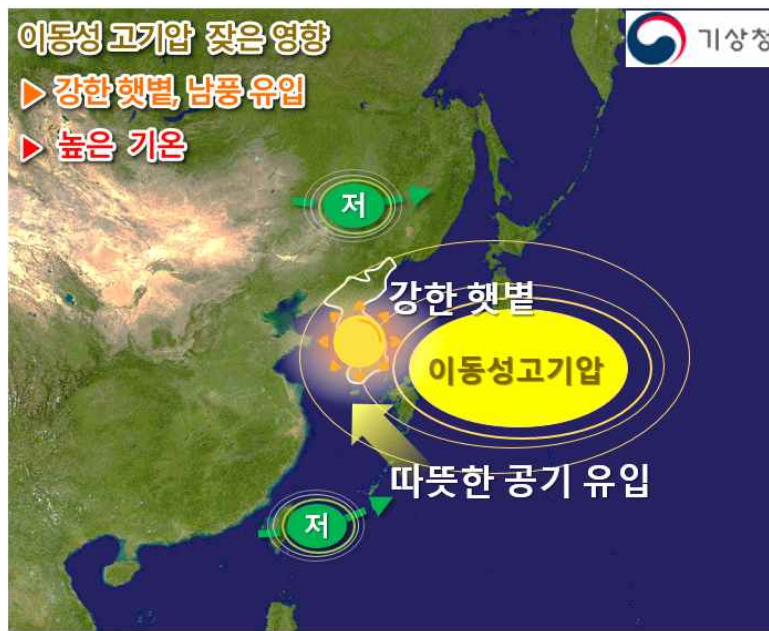 이동성 고기압 잦은 영향
▶ 강한 햇볕, 남풍 유입
▶ 높은 기온
기상청
저
강한 햇볕
이동성고기압
따뜻한 공기 유입
저